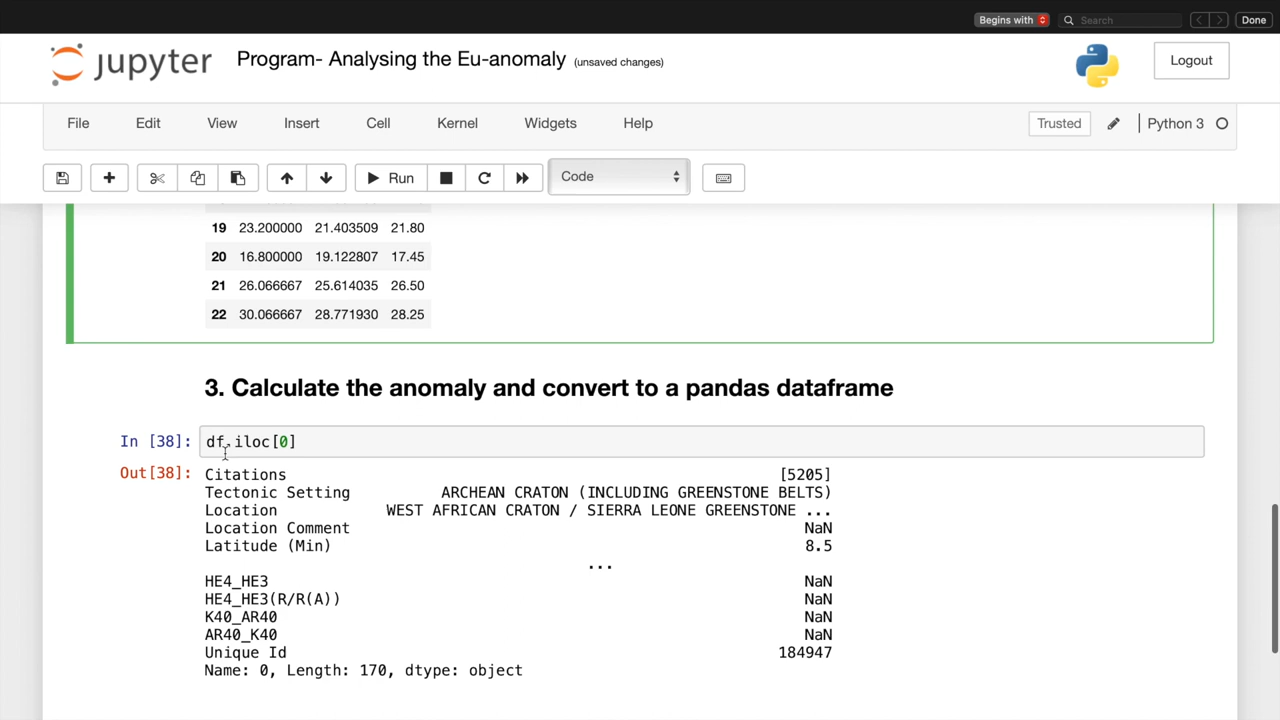 Begins with
Search
Done
jupyter
Program- Analysing the Eu-anomaly (unsaved changes)
Logout
File Edit View Insert Cell Kernel Widgets Help
Trusted
Python 3
Run
Code
19 23.200000 21.403509 21.80
20 16.800000 19.122807 17.45
21 26.066667 25.614035 26.50
22 30.066667 28.771930 28.25
3. Calculate the anomaly and convert to a pandas dataframe
In [38]: df.iloc[0]
Out[38]: Citations [5205]
Tectonic Setting ARCHEAN CRATON (INCLUDING GREENSTONE BELTS)
Location WEST AFRICAN CRATON / SIERRA LEONE GREENSTONE ...
Location Comment NaN
Latitude (Min) 8.5
...
HE4_HE3 NaN
HE4_HE3(R/R(A)) NaN
K40_AR40 NaN
AR40_K40 NaN
Unique Id 184947
Name: 0, Length: 170, dtype: object